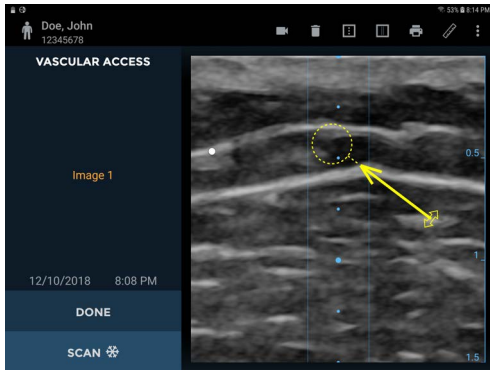 53% 8:14 PM
Doe, John
12345678
VASCULAR ACCESS
Image 1
12/10/2018 8:08 PM
DONE
SCAN
0.5
1
1.5